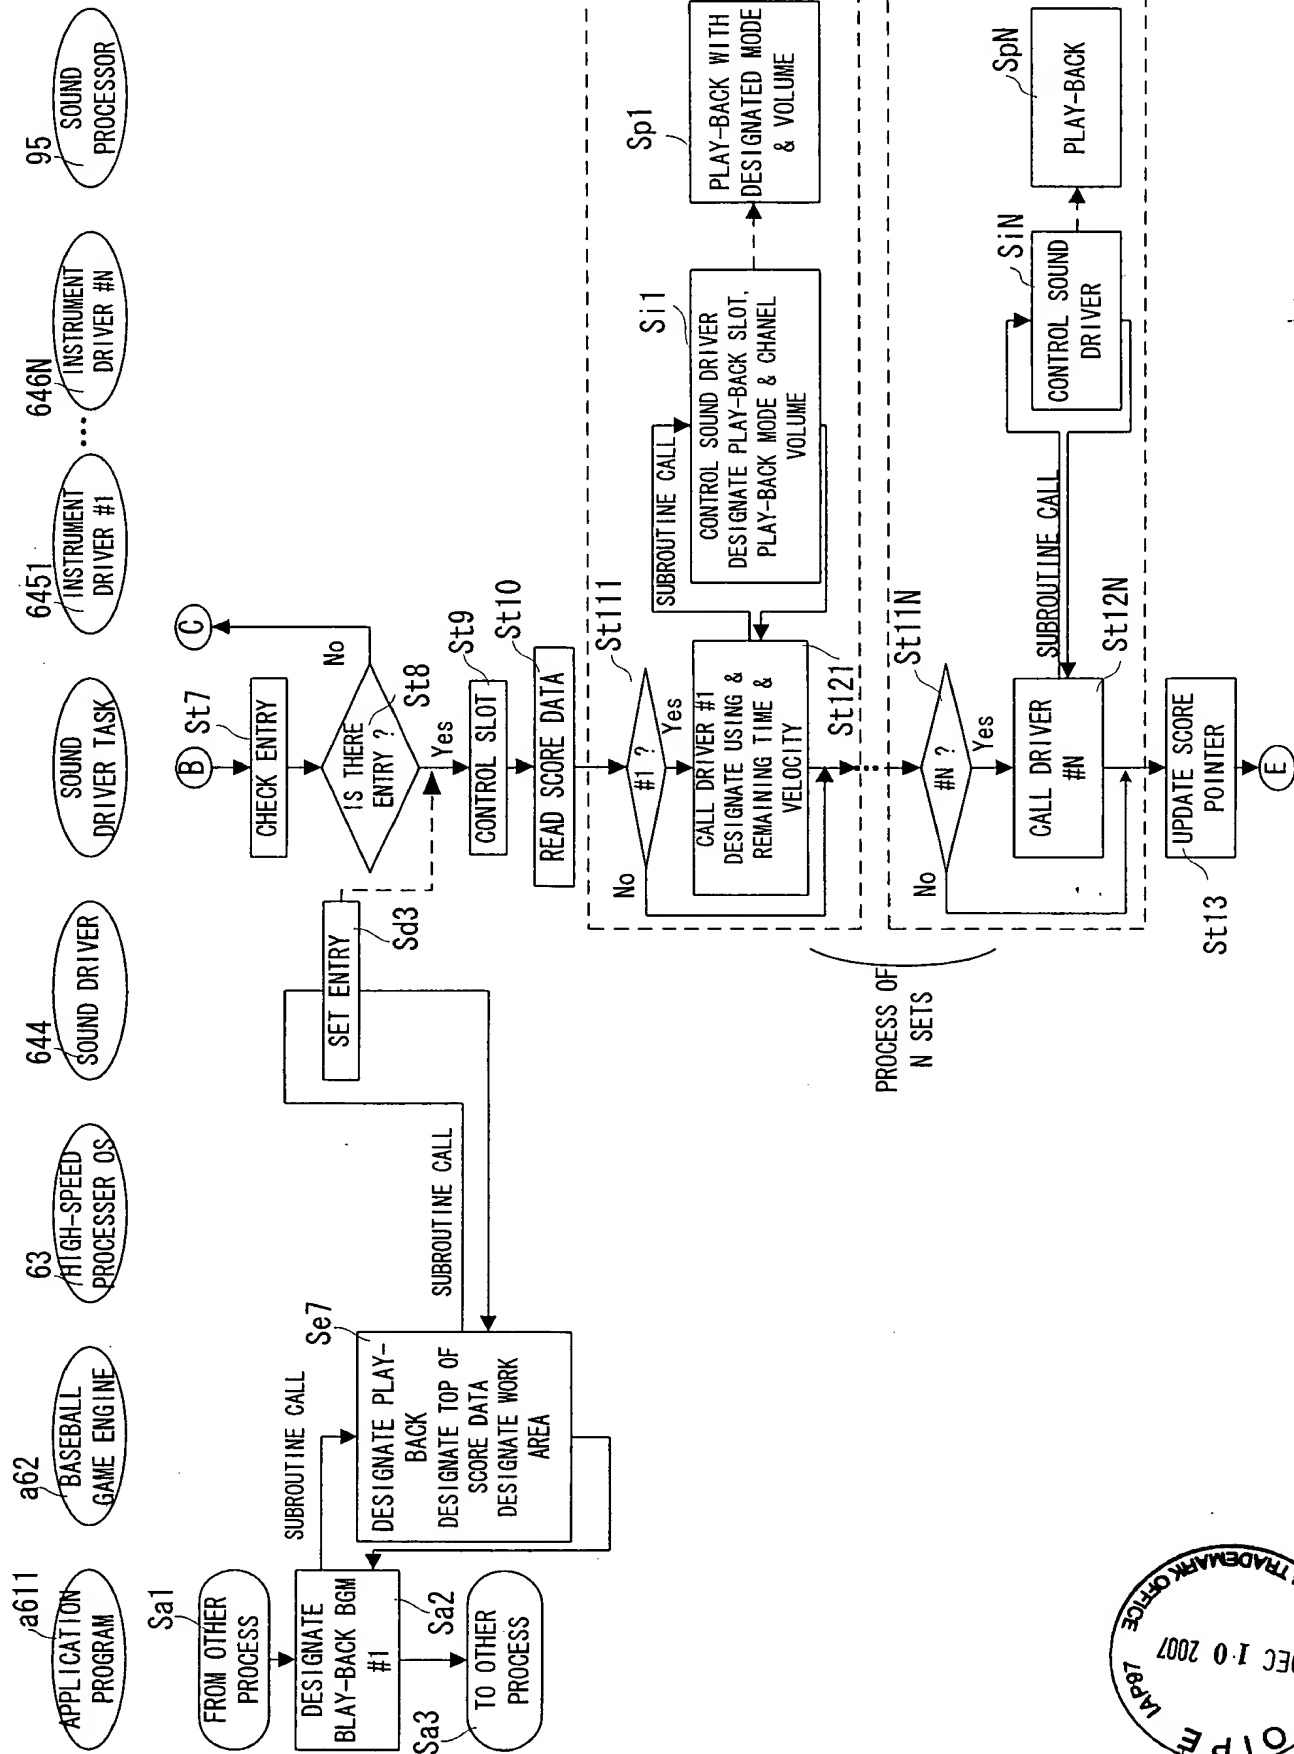 a611
APPLICATION
PROGRAM
a62
BASEBALL
GAME ENGINE
63
HIGH-SPEED
PROCESSER OS
644
SOUND DRIVER
SOUND
DRIVER TASK
6451
INSTRUMENT
DRIVER #1
....
646N
INSTRUMENT
DRIVER #N
95
SOUND
PROCESSOR
Sa1
FROM OTHER
PROCESS
DESIGNATE
BLAY-BACK BGM
#1
Sa2
Sa3
TO OTHER
PROCESS
SUBROUTINE CALL
Se7
DESIGNATE PLAY-
BACK
DESIGNATE TOP OF
SCORE DATA
DESIGNATE WORK
AREA
SUBROUTINE CALL
SET ENTRY
Sd3
B
St7
CHECK ENTRY
C
No
IS THERE
ENTRY ?
St8
Yes
St9
CONTROL SLOT
St10
READ SCORE DATA
St111
#1 ?
No
Yes
CALL DRIVER #1
DESIGNATE USING &
REMAINING TIME &
VELOCITY
St121
SUBROUTINE CALL
Si1
CONTROL SOUND DRIVER
DESIGNATE PLAY-BACK SLOT,
PLAY-BACK MODE & CHANEL
VOLUME
Sp1
PLAY-BACK WITH
DESIGNATED MODE
& VOLUME
PROCESS OF
N SETS
St11N
#N ?
No
Yes
CALL DRIVER
#N
St12N
SUBROUTINE CALL
SiN
CONTROL SOUND
DRIVER
SpN
PLAY-BACK
UPDATE SCORE
POINTER
St13
E
OIPE
IAP67
DEC 10 2007
TRADEMARK OFFICE